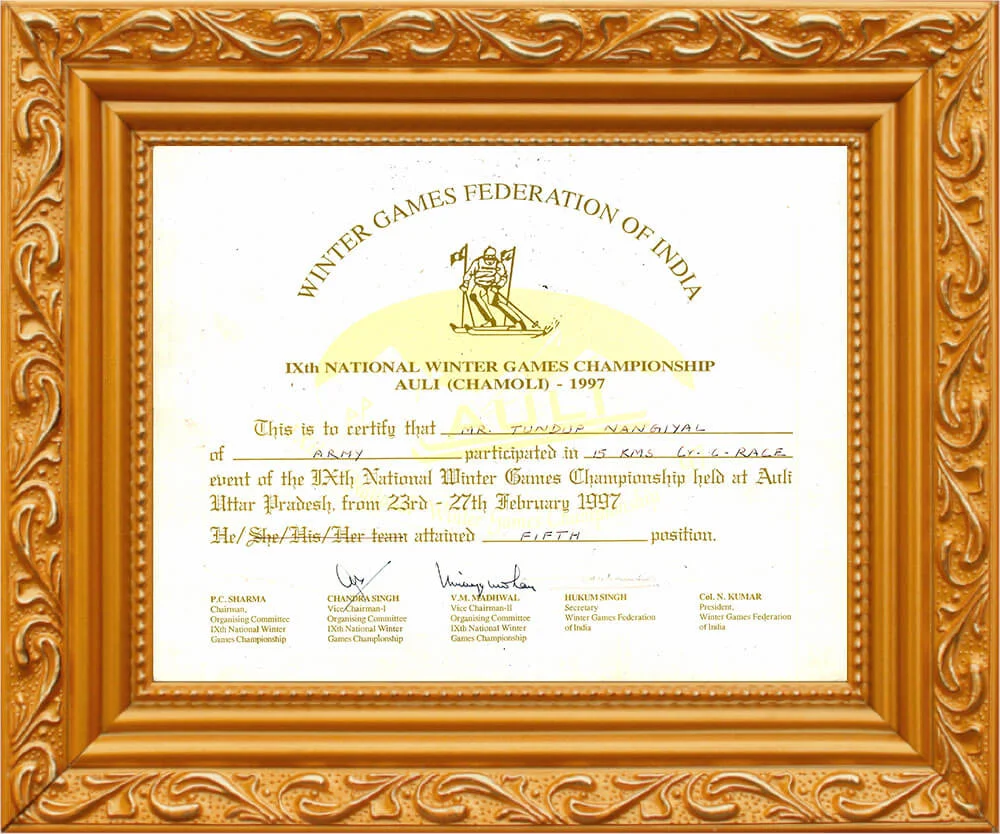 WINTER GAMES FEDERATION OF INDIA
IXth NATIONAL WINTER GAMES CHAMPIONSHIP
AULI (CHAMOLI) - 1997
AULI
This is to certify that MR. TUNDUP NANGIYAL
of ARMY participated in 15 KMS Cr. C. RACE
event of the IXth National Winter Games Championship held at Auli
Uttar Pradesh, from 23rd - 27th February 1997
He/She/His/Her team attained FIFTH position.
P.C. SHARMA
Chairman,
Organising Committee
IXth National Winter
Games Championship
CHANDRA SINGH
Vice Chairman-I
Organising Committee
IXth National Winter
Games Championship
V.M. MADHWAL
Vice Chairman-II
Organising Committee
IXth National Winter
Games Championship
HUKUM SINGH
Secretary
Winter Games Federation
of India
Col. N. KUMAR
President,
Winter Games Federation
of India